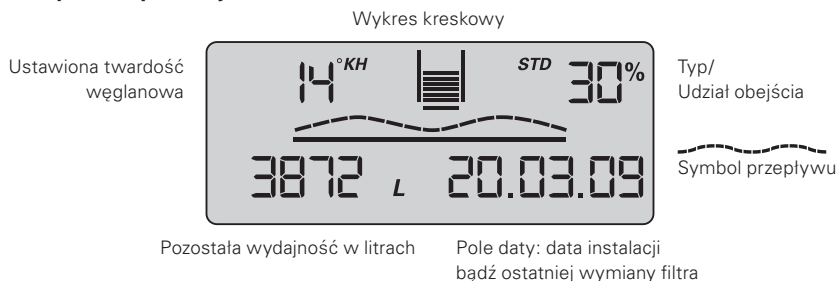 Wykres kreskowy
Ustawiona twardość
węglanowa
14 °KH
STD 30%
Typ/
Udział obejścia
3872 L 20.03.09
Symbol przepływu
Pozostała wydajność w litrach
Pole daty: data instalacji
bądź ostatniej wymiany filtra